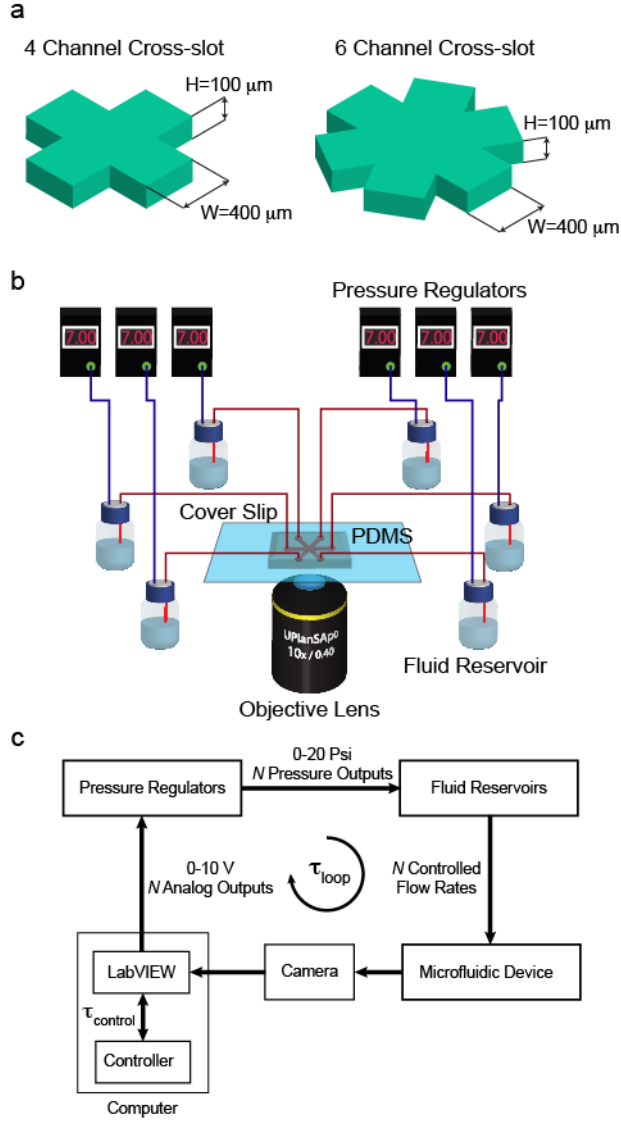 a
4 Channel Cross-slot
6 Channel Cross-slot
H=100 μm
W=400 μm
H=100 μm
W=400 μm
b
Pressure Regulators
7.00
7.00
7.00
7.00
7.00
7.00
Cover Slip
PDMS
UPlanSApo
10x / 0.40
Fluid Reservoir
Objective Lens
c
0-20 Psi
N Pressure Outputs
Pressure Regulators
Fluid Reservoirs
0-10 V
N Analog Outputs
τloop
N Controlled
Flow Rates
LabVIEW
Camera
Microfluidic Device
τcontrol
Controller
Computer